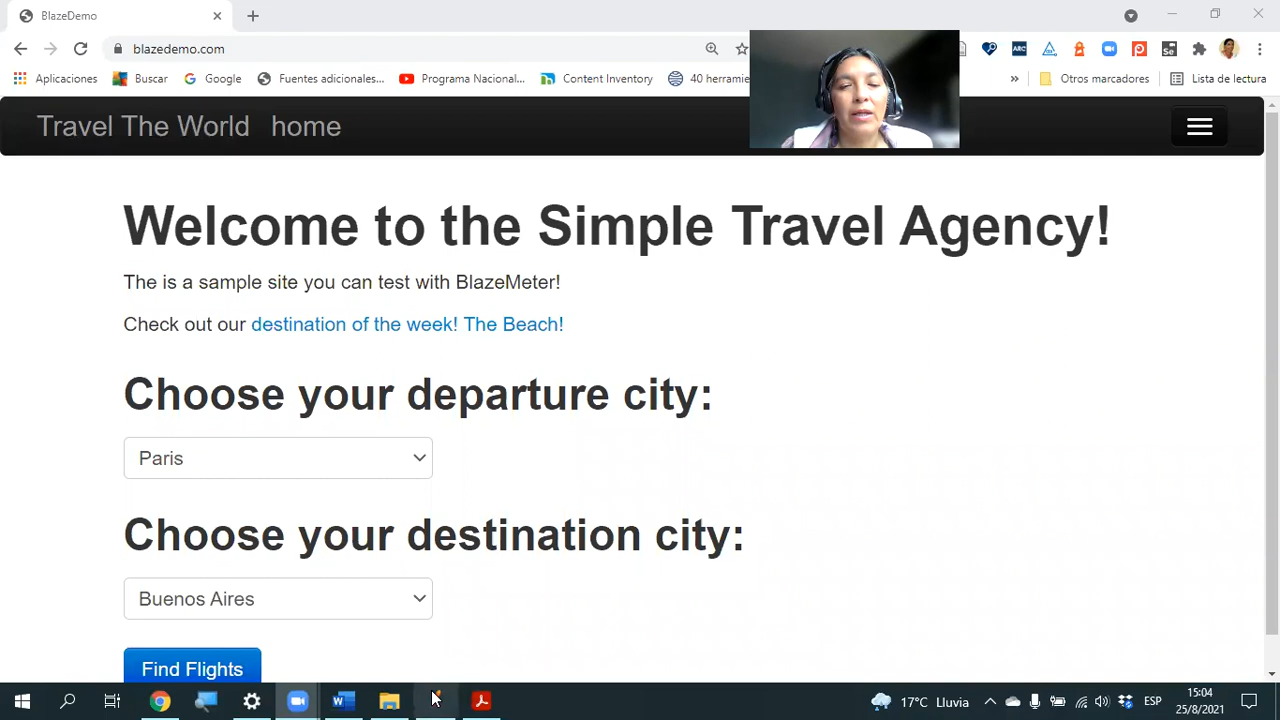 BlazeDemo
blazedemo.com
Aplicaciones
Buscar
Google
Fuentes adicionales...
Programa Nacional...
Content Inventory
40 herramie
»
Otros marcadores
Lista de lectura
Travel The World home
Welcome to the Simple Travel Agency!
The is a sample site you can test with BlazeMeter!
Check out our destination of the week! The Beach!
Choose your departure city:
Paris
Choose your destination city:
Buenos Aires
Find Flights
17°C Lluvia
ESP
15:04
25/8/2021